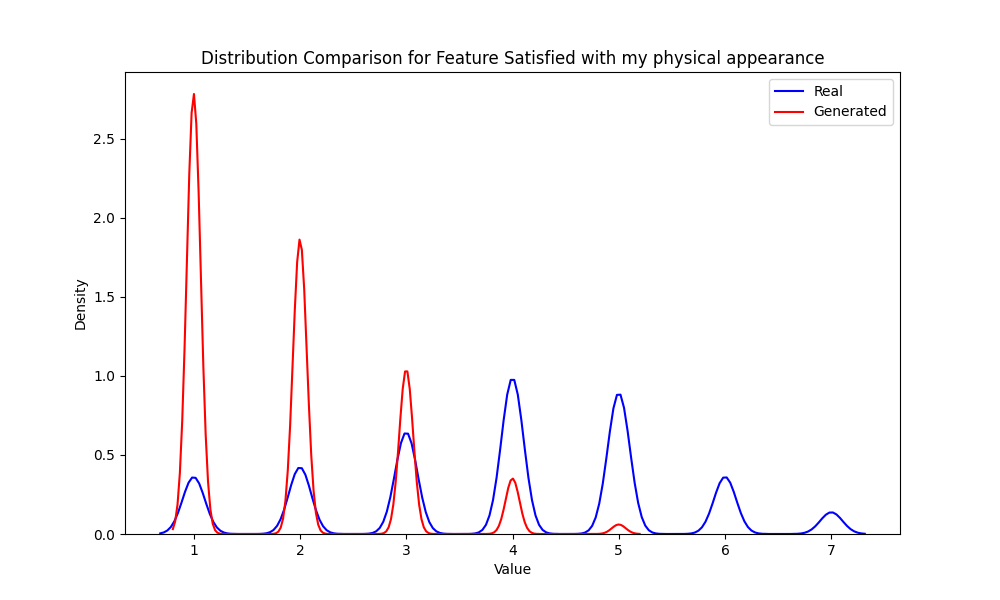 Distribution Comparison for Feature Satisfied with my physical appearance
Real
Generated
Density
2.5
2.0
1.5
1.0
0.5
0.0
1 2 3 4 5 6 7
Value